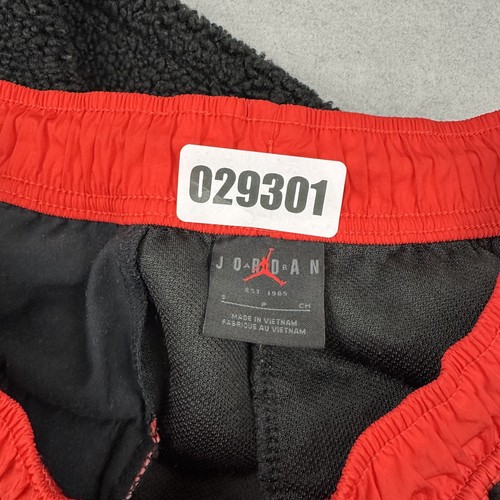 029301
JORDAN
EST. 1985
S P CH
MADE IN VIETNAM
FABRIQUÉ AU VIETNAM